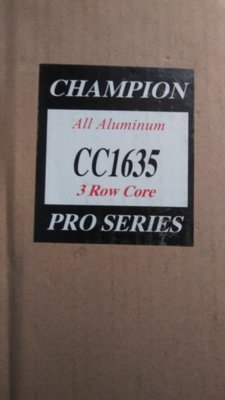 CHAMPION
All Aluminum
CC1635
3 Row Core
PRO SERIES